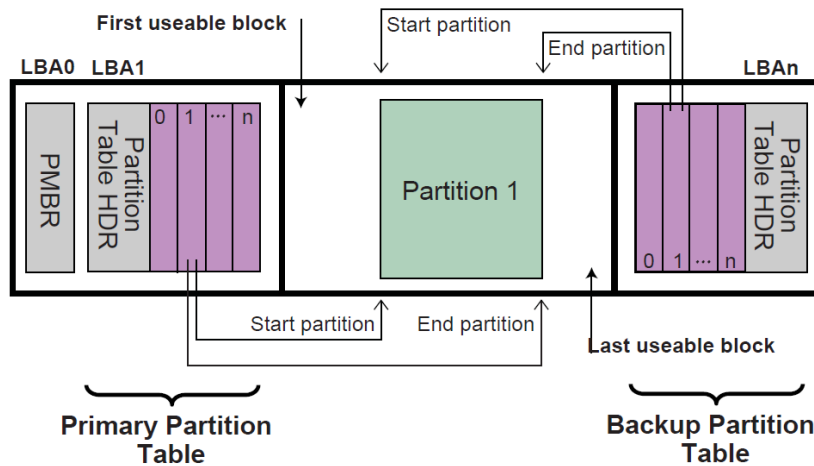 First useable block
Start partition
End partition
LBA0
LBA1
LBAn
PMBR
Partition
Table HDR
0 1 ... n
Partition 1
Partition
Table HDR
0 1 ... n
Start partition
End partition
Last useable block
Primary Partition
Table
Backup Partition
Table